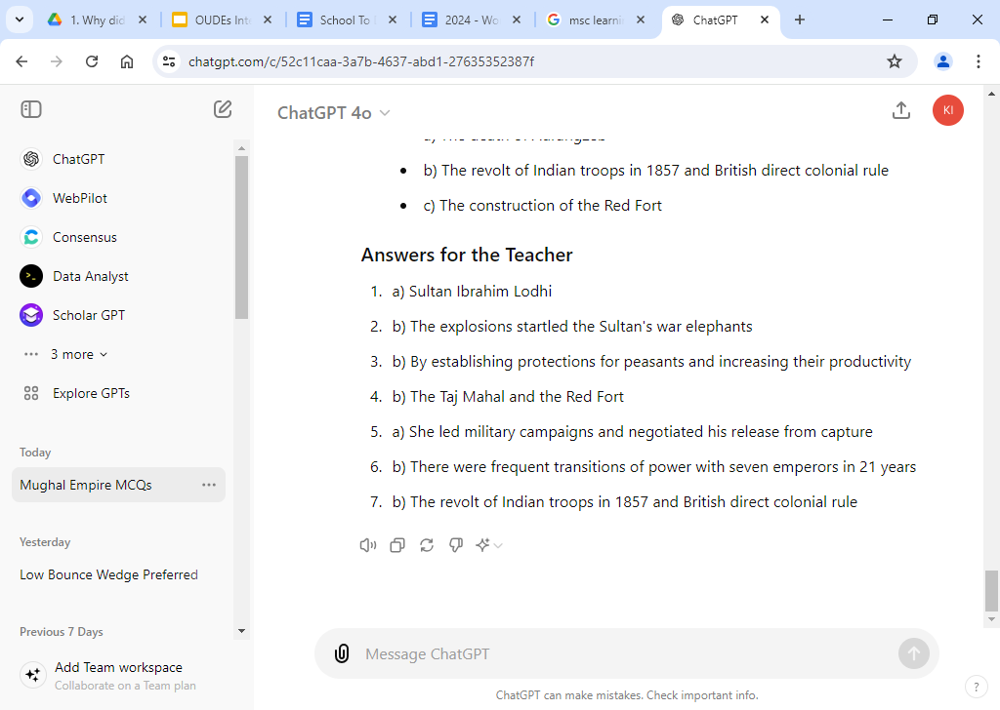 1. Why did
OUDEs Int
School To
2024 - Wo
msc learni
ChatGPT
chatgpt.com/c/52c11caa-3a7b-4637-abd1-27635352387f
ChatGPT 4o
KI
ChatGPT
WebPilot
Consensus
Data Analyst
Scholar GPT
3 more
Explore GPTs
Today
Mughal Empire MCQs
Yesterday
Low Bounce Wedge Preferred
Previous 7 Days
Add Team workspace
Collaborate on a Team plan
• b) The revolt of Indian troops in 1857 and British direct colonial rule
• c) The construction of the Red Fort
Answers for the Teacher
1. a) Sultan Ibrahim Lodhi
2. b) The explosions startled the Sultan's war elephants
3. b) By establishing protections for peasants and increasing their productivity
4. b) The Taj Mahal and the Red Fort
5. a) She led military campaigns and negotiated his release from capture
6. b) There were frequent transitions of power with seven emperors in 21 years
7. b) The revolt of Indian troops in 1857 and British direct colonial rule
Message ChatGPT
ChatGPT can make mistakes. Check important info.
?